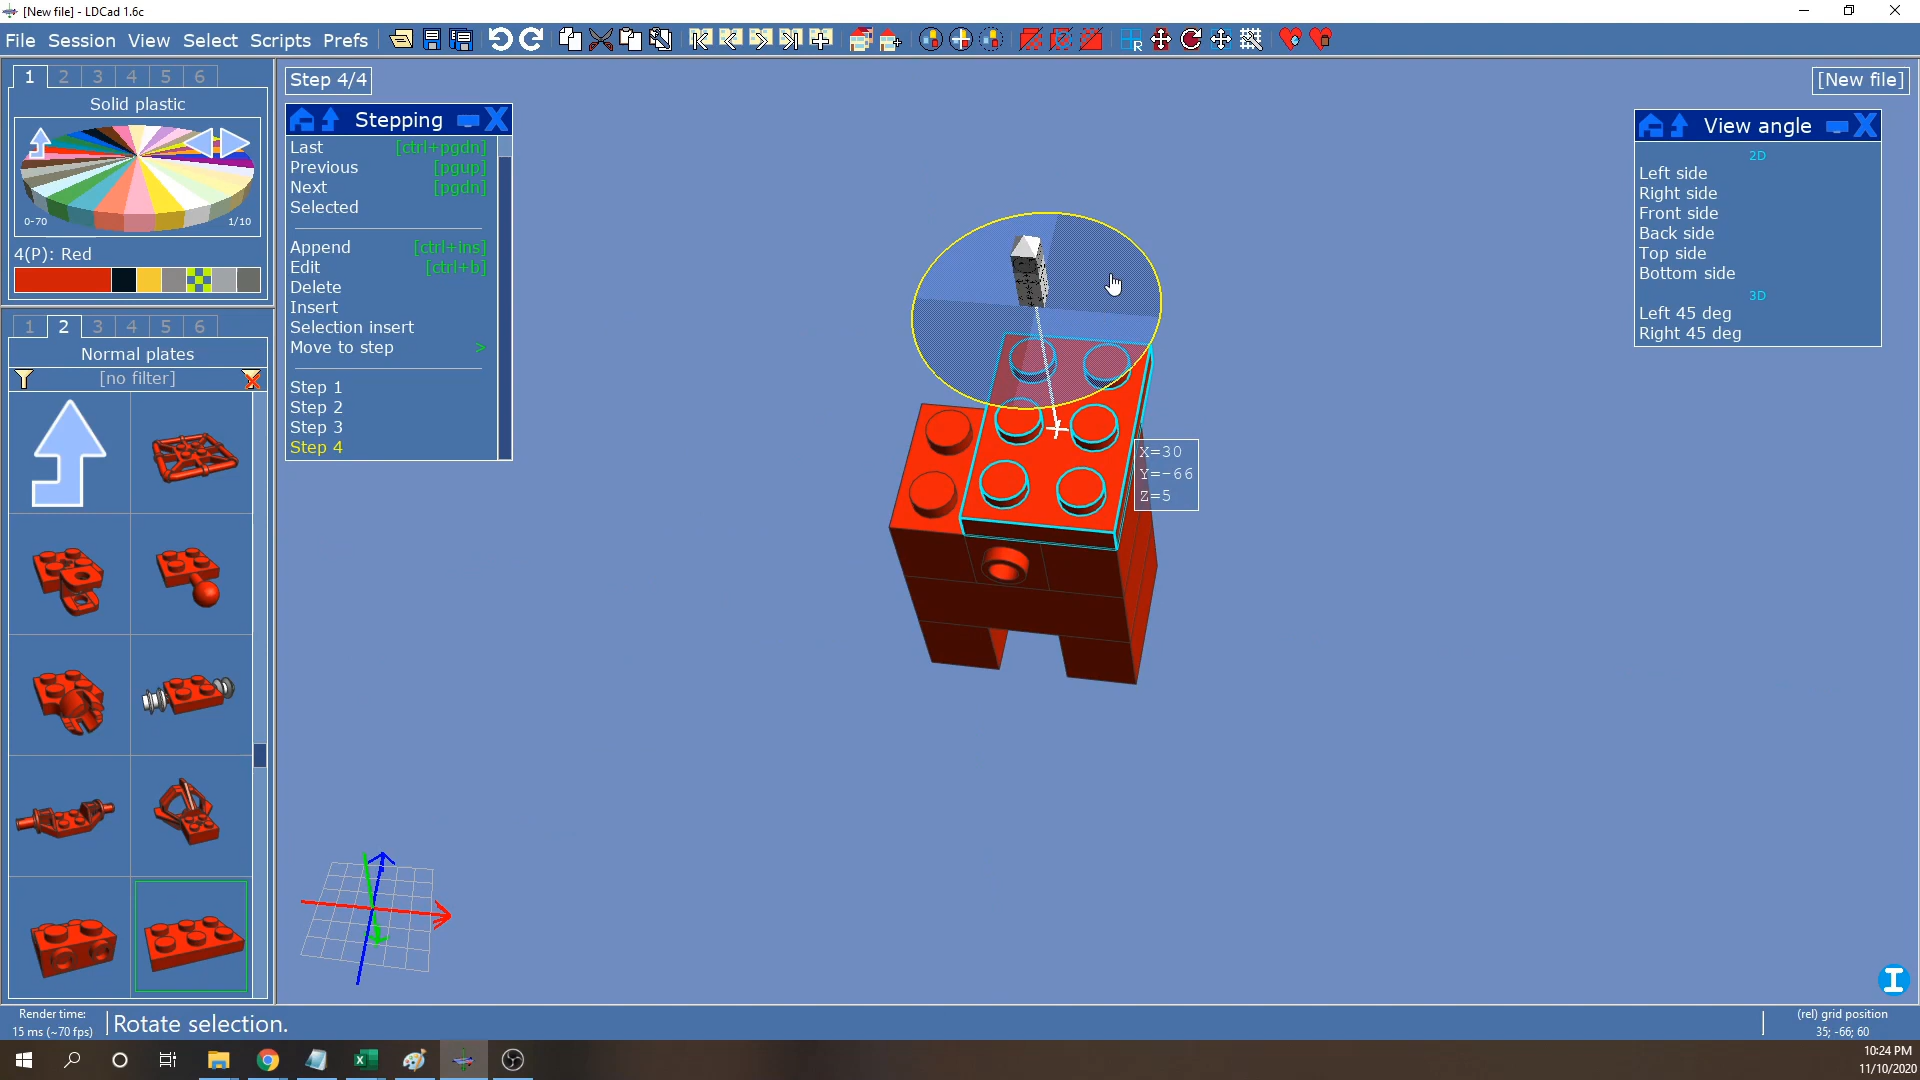 [New file] - LDCad 1.6c
File Session View Select Scripts Prefs
1 2 3 4 5 6
Solid plastic
0-70 1/10
4(P): Red
1 2 3 4 5 6
Normal plates
[no filter]
Step 4/4
Stepping
Last [ctrl+pgdn]
Previous [pgup]
Next [pgdn]
Selected
Append [ctrl+ins]
Edit [ctrl+b]
Delete
Insert
Selection insert
Move to step >
Step 1
Step 2
Step 3
Step 4
X=30
Y=-66
Z=5
[New file]
View angle
2D
Left side
Right side
Front side
Back side
Top side
Bottom side
3D
Left 45 deg
Right 45 deg
Render time:
15 ms (~70 fps)
Rotate selection.
(rel) grid position
35; -66; 60
10:24 PM
11/10/2020